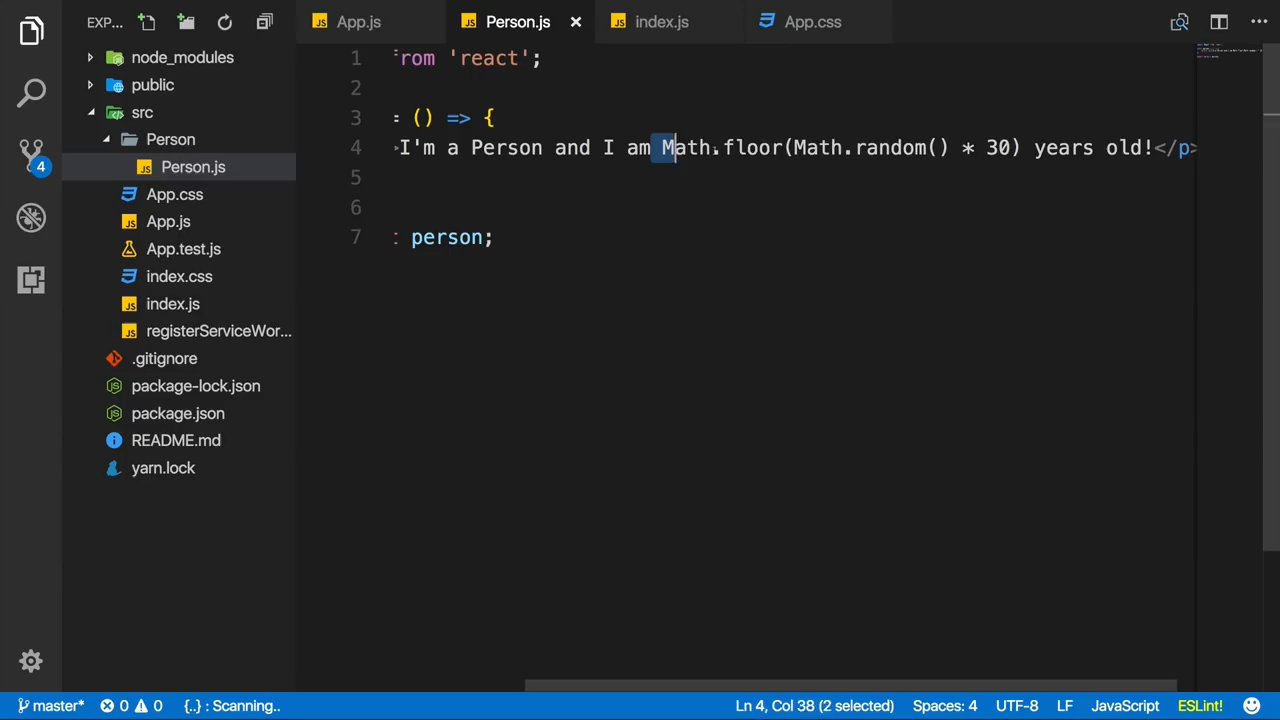 EXP...
App.js
Person.js
index.js
App.css
node_modules
public
src
Person
Person.js
App.css
App.js
App.test.js
index.css
index.js
registerServiceWor...
.gitignore
package-lock.json
package.json
README.md
yarn.lock
4
1 rom 'react';
2
3 = () => {
4 >I'm a Person and I am Math.floor(Math.random() * 30) years old!</p>
5
6
7 person;
master* 0 0 {..} : Scanning.. Ln 4, Col 38 (2 selected) Spaces: 4 UTF-8 LF JavaScript ESLint!